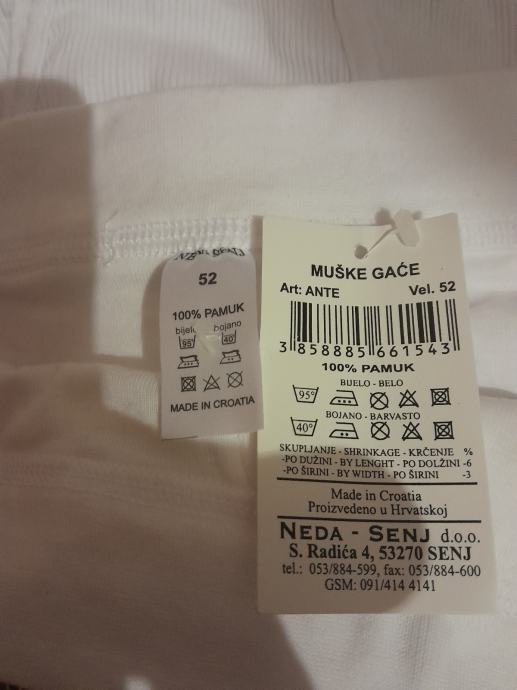 52
100% PAMUK
bijelo bojano
95 40
MADE IN CROATIA
MUŠKE GAĆE
Art: ANTE Vel. 52
3 858885 661543
100% PAMUK
BIJELO - BELO
95°
BOJANO - BARVASTO
40°
SKUPLJANJE - SHRINKAGE - KRČENJE %
-PO DUŽINI - BY LENGHT - PO DOLŽINI -6
-PO ŠIRINI - BY WIDTH - PO ŠIRINI -3
Made in Croatia
Proizvedeno u Hrvatskoj
NEDA - SENJ d.o.o.
S. Radića 4, 53270 SENJ
tel.: 053/884-599, fax: 053/884-600
GSM: 091/414 4141